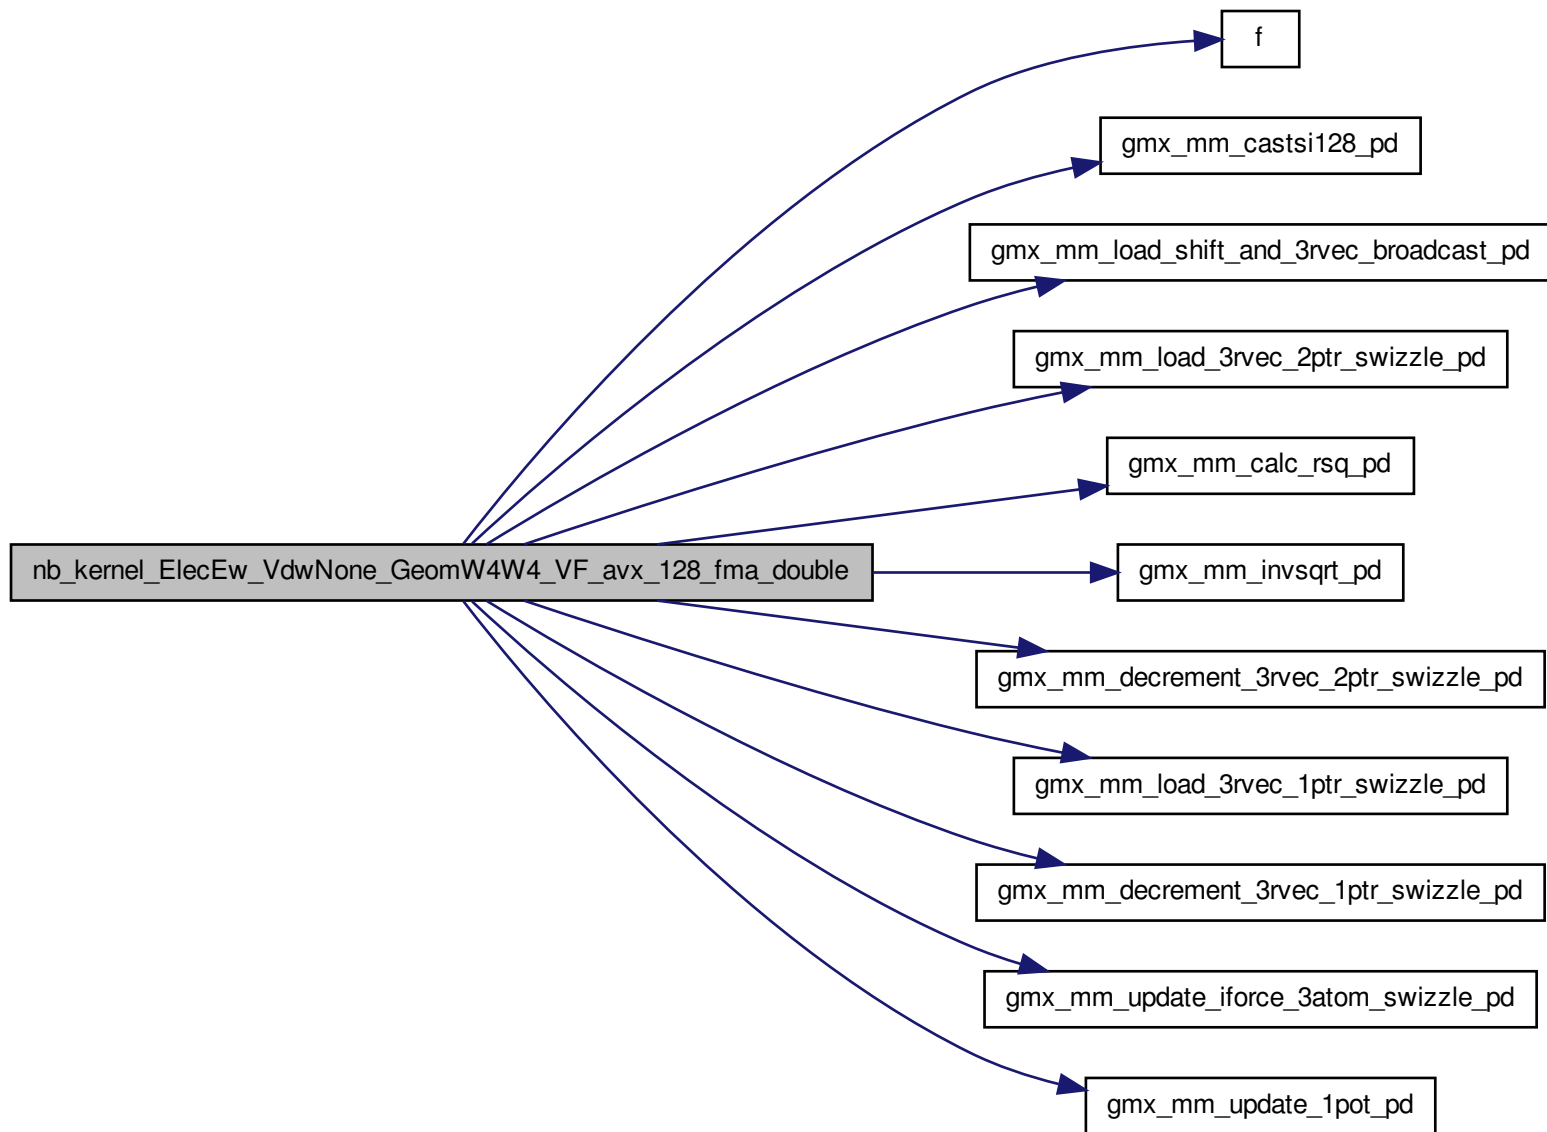 f
gmx_mm_castsi128_pd
gmx_mm_load_shift_and_3rvec_broadcast_pd
gmx_mm_load_3rvec_2ptr_swizzle_pd
gmx_mm_calc_rsq_pd
nb_kernel_ElecEw_VdwNone_GeomW4W4_VF_avx_128_fma_double
gmx_mm_invsqrt_pd
gmx_mm_decrement_3rvec_2ptr_swizzle_pd
gmx_mm_load_3rvec_1ptr_swizzle_pd
gmx_mm_decrement_3rvec_1ptr_swizzle_pd
gmx_mm_update_iforce_3atom_swizzle_pd
gmx_mm_update_1pot_pd